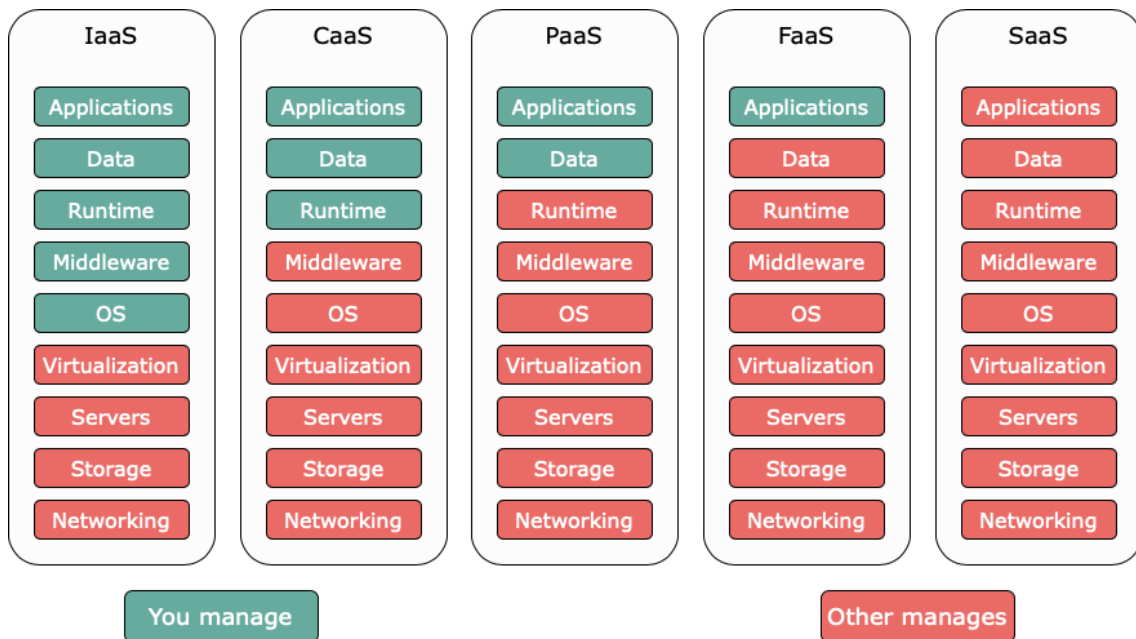 IaaS
Applications
Data
Runtime
Middleware
OS
Virtualization
Servers
Storage
Networking
CaaS
Applications
Data
Runtime
Middleware
OS
Virtualization
Servers
Storage
Networking
PaaS
Applications
Data
Runtime
Middleware
OS
Virtualization
Servers
Storage
Networking
FaaS
Applications
Data
Runtime
Middleware
OS
Virtualization
Servers
Storage
Networking
SaaS
Applications
Data
Runtime
Middleware
OS
Virtualization
Servers
Storage
Networking
You manage
Other manages